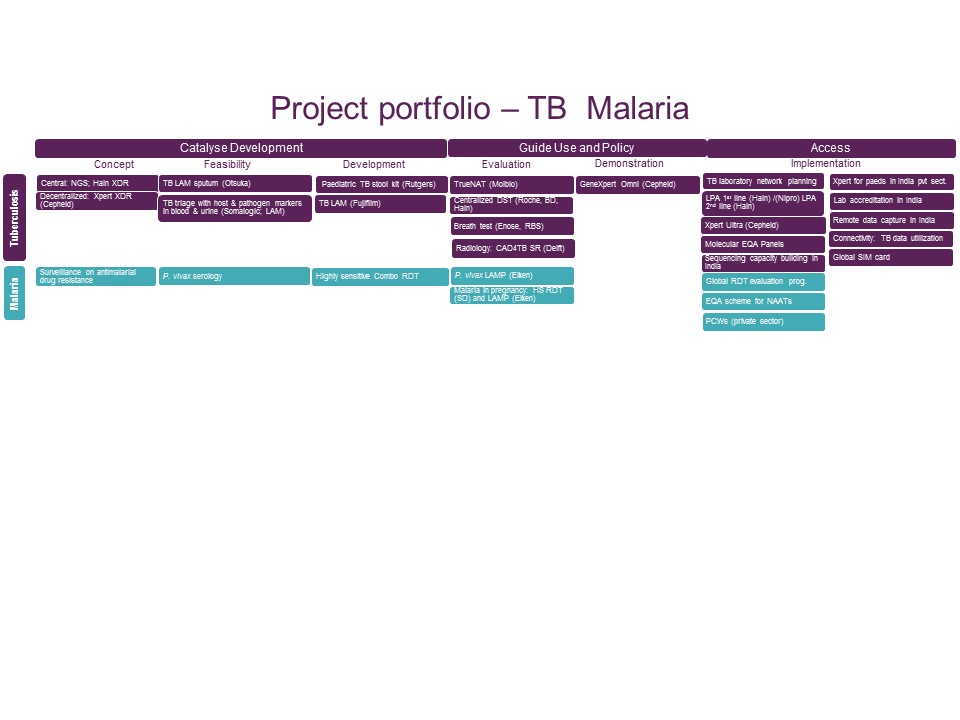 Project portfolio – TB Malaria
Catalyse Development
Guide Use and Policy
Access
Concept
Feasibility
Development
Evaluation
Demonstration
Implementation
Tuberculosis
Central: NGS; Hain XDR
Decentralized: Xpert XDR
(Cepheid)
TB LAM sputum (Otsuka)
TB triage with host & pathogen markers
in blood & urine (Somalogic; LAM)
Paediatric TB stool kit (Rutgers)
TB LAM (Fujifilm)
TrueNAT (Molbio)
Centralized DST (Roche, BD,
Hain)
Breath test (Enose, RBS)
Radiology: CAD4TB SR (Delft)
GeneXpert Omni (Cepheid)
TB laboratory network planning
LPA 1st line (Hain) /(Nipro) LPA
2nd line (Hain)
Xpert Ultra (Cepheid)
Molecular EQA Panels
Sequencing capacity building in
India
Xpert for paeds in India pvt sect.
Lab accreditation in India
Remote data capture in India
Connectivity: TB data utilization
Global SIM card
Malaria
Surveillance on antimalarial
drug resistance
P. vivax serology
Highly sensitive Combo RDT
P. vivax LAMP (Eiken)
Malaria in pregnancy: HS RDT
(SD) and LAMP (Eiken)
Global RDT evaluation prog.
EQA scheme for NAATs
PCWs (private sector)